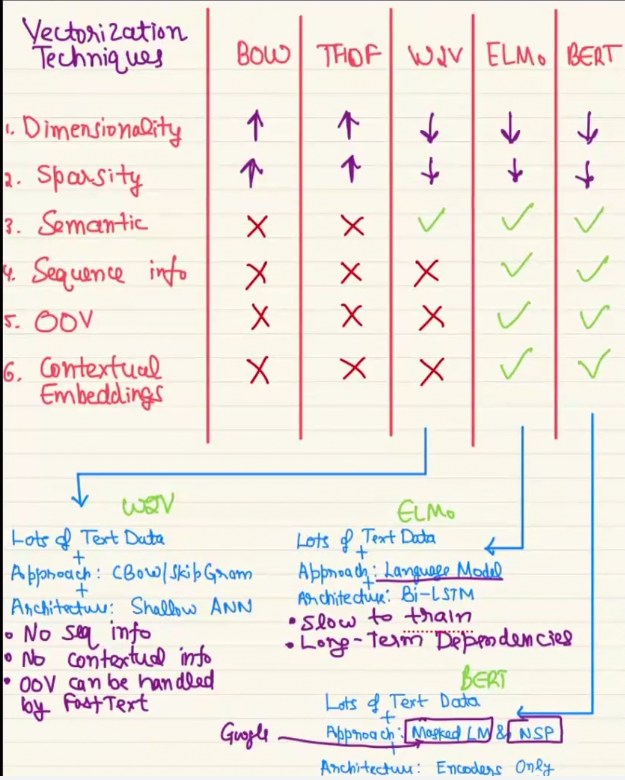 Vectorization
Techniques
BOW TFIDF W2V ELMo BERT
1. Dimensionality ↑ ↑ ↓ ↓ ↓
2. Sparsity ↑ ↑ ↓ ↓ ↓
3. Semantic ✗ ✗ ✓ ✓ ✓
4. Sequence info ✗ ✗ ✗ ✓ ✓
5. OOV ✗ ✗ ✗ ✓ ✓
6. Contextual
Embeddings ✗ ✗ ✗ ✓ ✓
W2V
Lots of Text Data
+
Approach: CBOW/SkipGram
+
Architecture: Shallow ANN
• No seq info
• No contextual info
• OOV can be handled
by FastText
ELMo
Lots of Text Data
+
Approach: Language Model
+
Architecture: Bi-LSTM
• Slow to train
• Long-Term Dependencies
BERT
Lots of Text Data
+
Google Approach: Masked LM & NSP
+
Architecture: Encoders Only